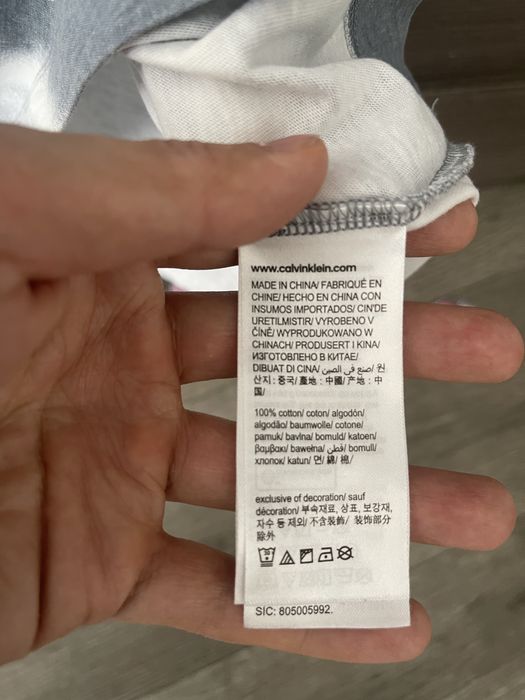 www.calvinklein.com
MADE IN CHINA/ FABRIQUÉ EN
CHINE/ HECHO EN CHINA CON
INSUMOS IMPORTADOS/ CIN'DE
URETILMISTIR/ VYROBENO V
ČÍNĚ/ WYPRODUKOWANO W
CHINACH/ PRODUSERT I KINA/
ИЗГОТОВЛЕНО В КИТАЕ/
DIBUAT DI CINA/ صنع في الصين/ 원
산지 : 중국/ 產地 : 中國/ 产地 : 中
国/
100% cotton/ coton/ algodón/
algodão/ baumwolle/ cotone/
pamuk/ bavlna/ bomuld/ katoen/
βαμβακι/ bawełna/ قطن/ bomull/
хлопок/ katun/ 면/ 綿/ 棉/
exclusive of decoration/ sauf
décoration/ 부속재료, 상표, 보강재,
자수 등 제외/ 不含裝飾/ 装饰部分
除外
SIC: 805005992.